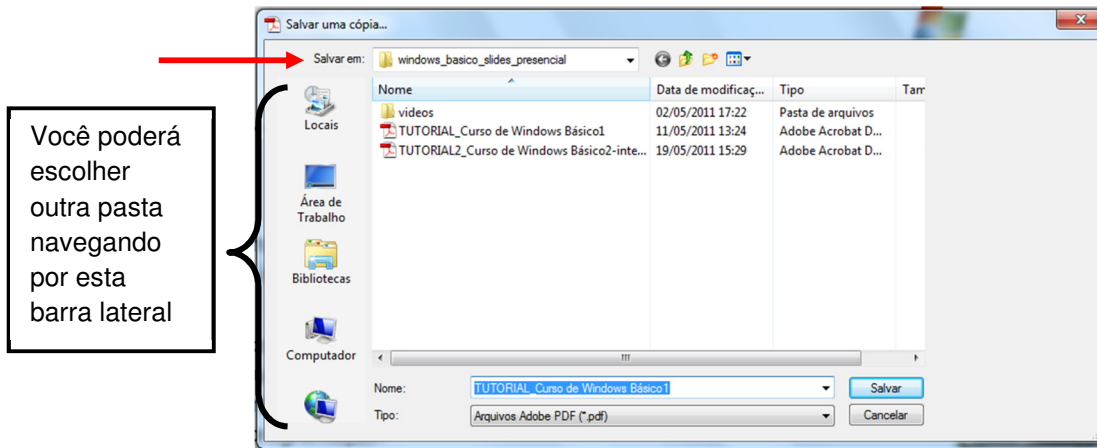 Salvar uma cópia...
Salvar em:
windows_basico_slides_presencial
Você poderá
escolher
outra pasta
navegando
por esta
barra lateral
Locais
Área de
Trabalho
Bibliotecas
Computador
Nome Data de modificaç... Tipo Tam
videos 02/05/2011 17:22 Pasta de arquivos
TUTORIAL_Curso de Windows Básico1 11/05/2011 13:24 Adobe Acrobat D...
TUTORIAL2_Curso de Windows Básico2-inte... 19/05/2011 15:29 Adobe Acrobat D...
Nome: TUTORIAL_Curso de Windows Básico1 Salvar
Tipo: Arquivos Adobe PDF (*.pdf) Cancelar